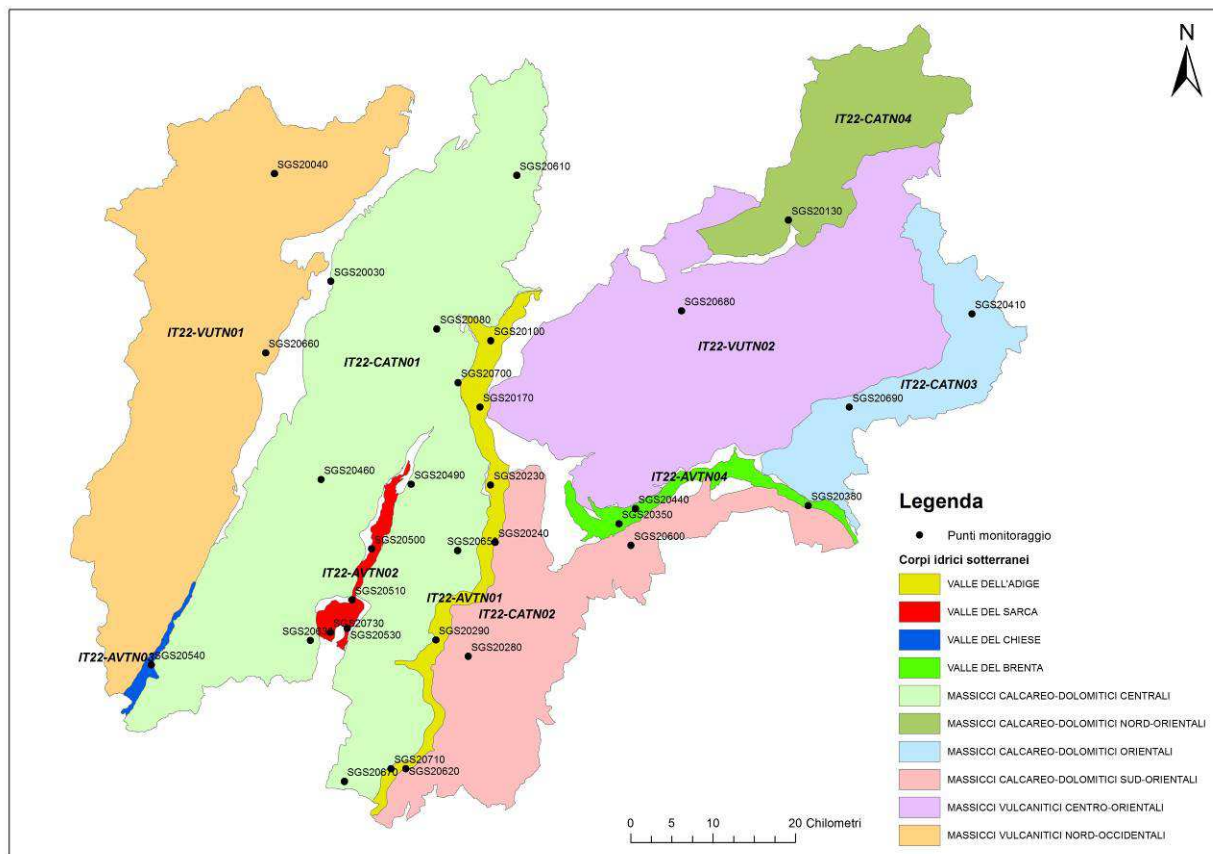 N
IT22-CATN04
SGS20040
SGS20610
SGS20130
SGS20030
SGS20680
SGS20410
IT22-VUTN01
SGS20080
SGS20100
IT22-VUTN02
SGS20660
IT22-CATN01
SGS20700
IT22-CATN03
SGS20170
SGS20690
SGS20460
SGS20490
SGS20230
IT22-AVTN04
SGS20380
SGS20440
SGS20350
SGS20240
SGS20600
SGS20500
IT22-AVTN02
SGS20510
IT22-AVTN01
IT22-CATN02
SGS20730
SGS20530
SGS20290
SGS20280
IT22-AVTN03
SGS20540
SGS20710
SGS20670
SGS20620
Legenda
Punti monitoraggio
Corpi idrici sotterranei
VALLE DELL'ADIGE
VALLE DEL SARCA
VALLE DEL CHIESE
VALLE DEL BRENTA
MASSICCI CALCAREO-DOLOMITICI CENTRALI
MASSICCI CALCAREO-DOLOMITICI NORD-ORIENTALI
MASSICCI CALCAREO-DOLOMITICI ORIENTALI
MASSICCI CALCAREO-DOLOMITICI SUD-ORIENTALI
MASSICCI VULCANITICI CENTRO-ORIENTALI
MASSICCI VULCANITICI NORD-OCCIDENTALI
0 5 10 20 Chilometri